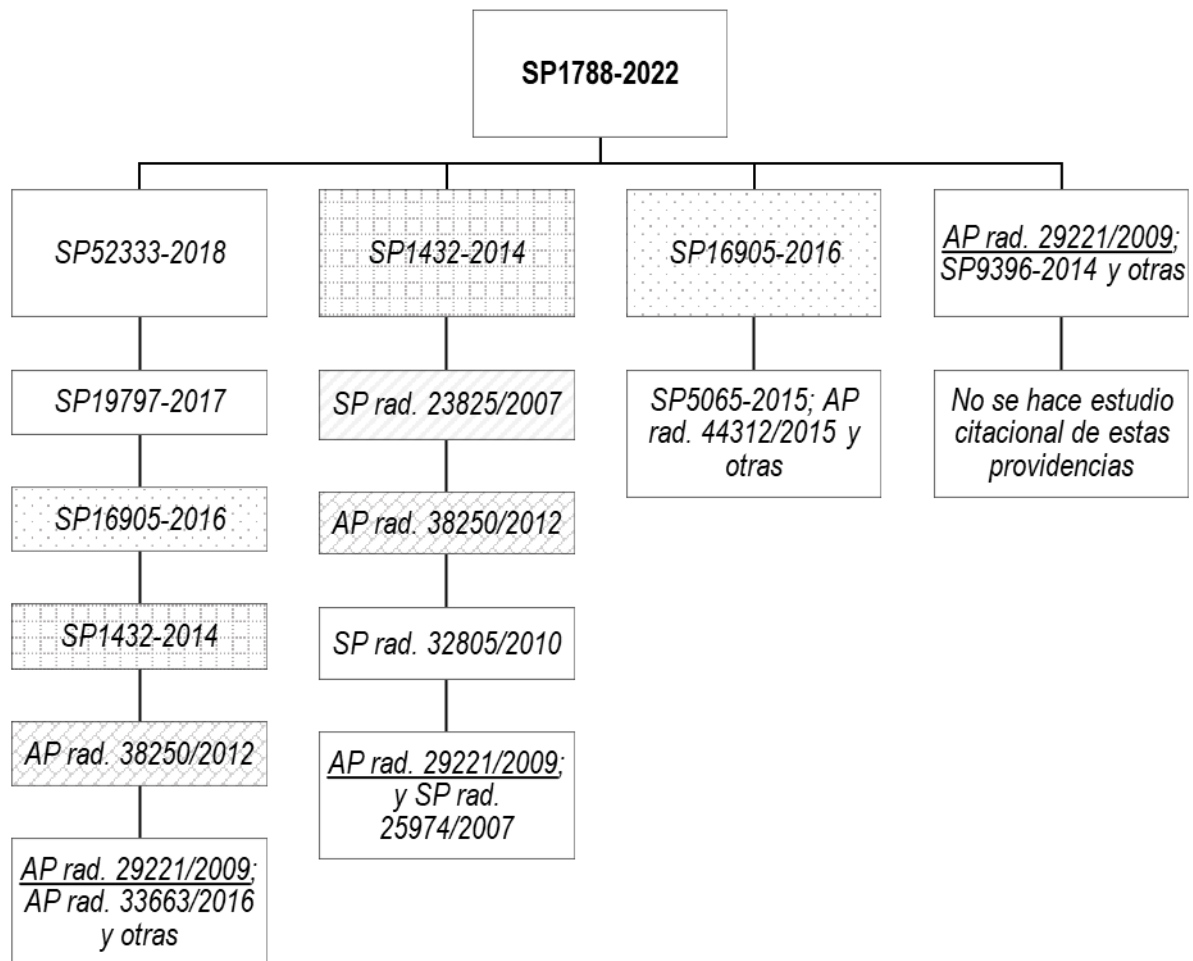 SP1788-2022
SP52333-2018
SP1432-2014
SP16905-2016
AP rad. 29221/2009;
SP9396-2014 y otras
SP19797-2017
SP rad. 23825/2007
SP5065-2015; AP
rad. 44312/2015 y
otras
No se hace estudio
citacional de estas
providencias
SP16905-2016
AP rad. 38250/2012
SP1432-2014
SP rad. 32805/2010
AP rad. 38250/2012
AP rad. 29221/2009;
y SP rad.
25974/2007
AP rad. 29221/2009;
AP rad. 33663/2016
y otras